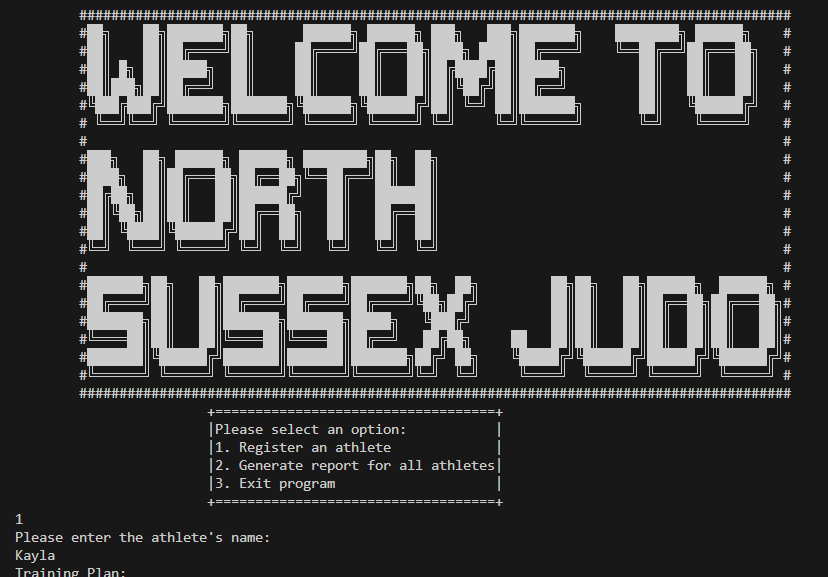 ################################################################################
WELCOME TO
NORTH
SUSSEX JUDO
################################################################################
+===================================+
|Please select an option:           |
|1. Register an athlete             |
|2. Generate report for all athletes|
|3. Exit program                    |
+===================================+
1
Please enter the athlete's name:
Kayla
Training Plan: